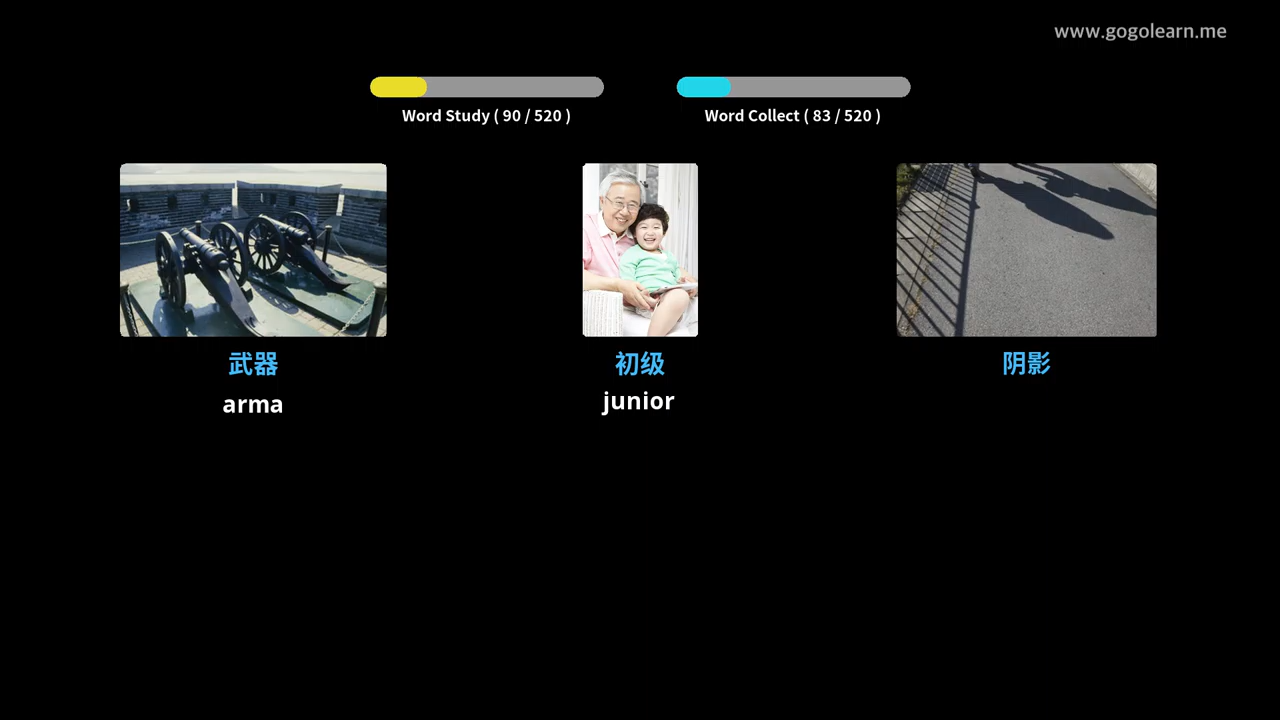 www.gogolearn.me
Word Study ( 90 / 520 )
Word Collect ( 83 / 520 )
武器
初级
阴影
arma
junior